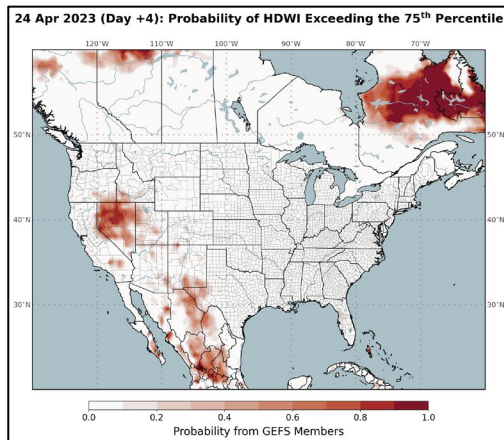 24 Apr 2023 (Day +4): Probability of HDWI Exceeding the 75th Percentile
120°W 110°W 100°W 90°W 80°W 70°W
50°N 50°N
40°N 40°N
30°N 30°N
0.0 0.2 0.4 0.6 0.8 1.0
Probability from GEFS Members